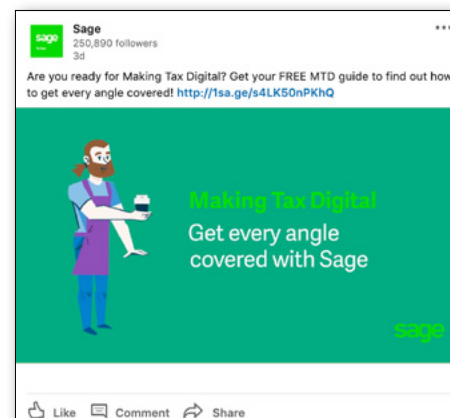 sage
Sage
250,890 followers
3d
Are you ready for Making Tax Digital? Get your FREE MTD guide to find out how
to get every angle covered! http://1sa.ge/s4LK50nPKhQ
Making Tax Digital
Get every angle
covered with Sage
sage
Like Comment Share